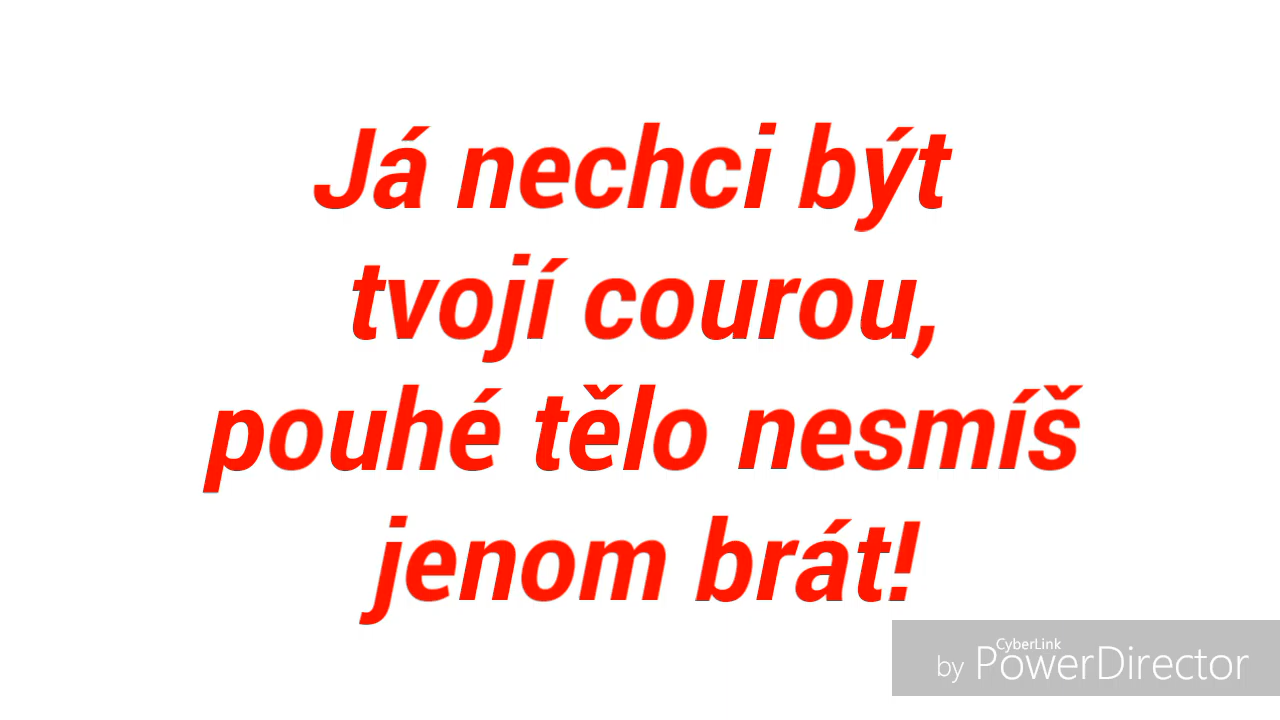 Já nechci být
tvojí courou,
pouhé tělo nesmíš
jenom brát!
CyberLink
by PowerDirector